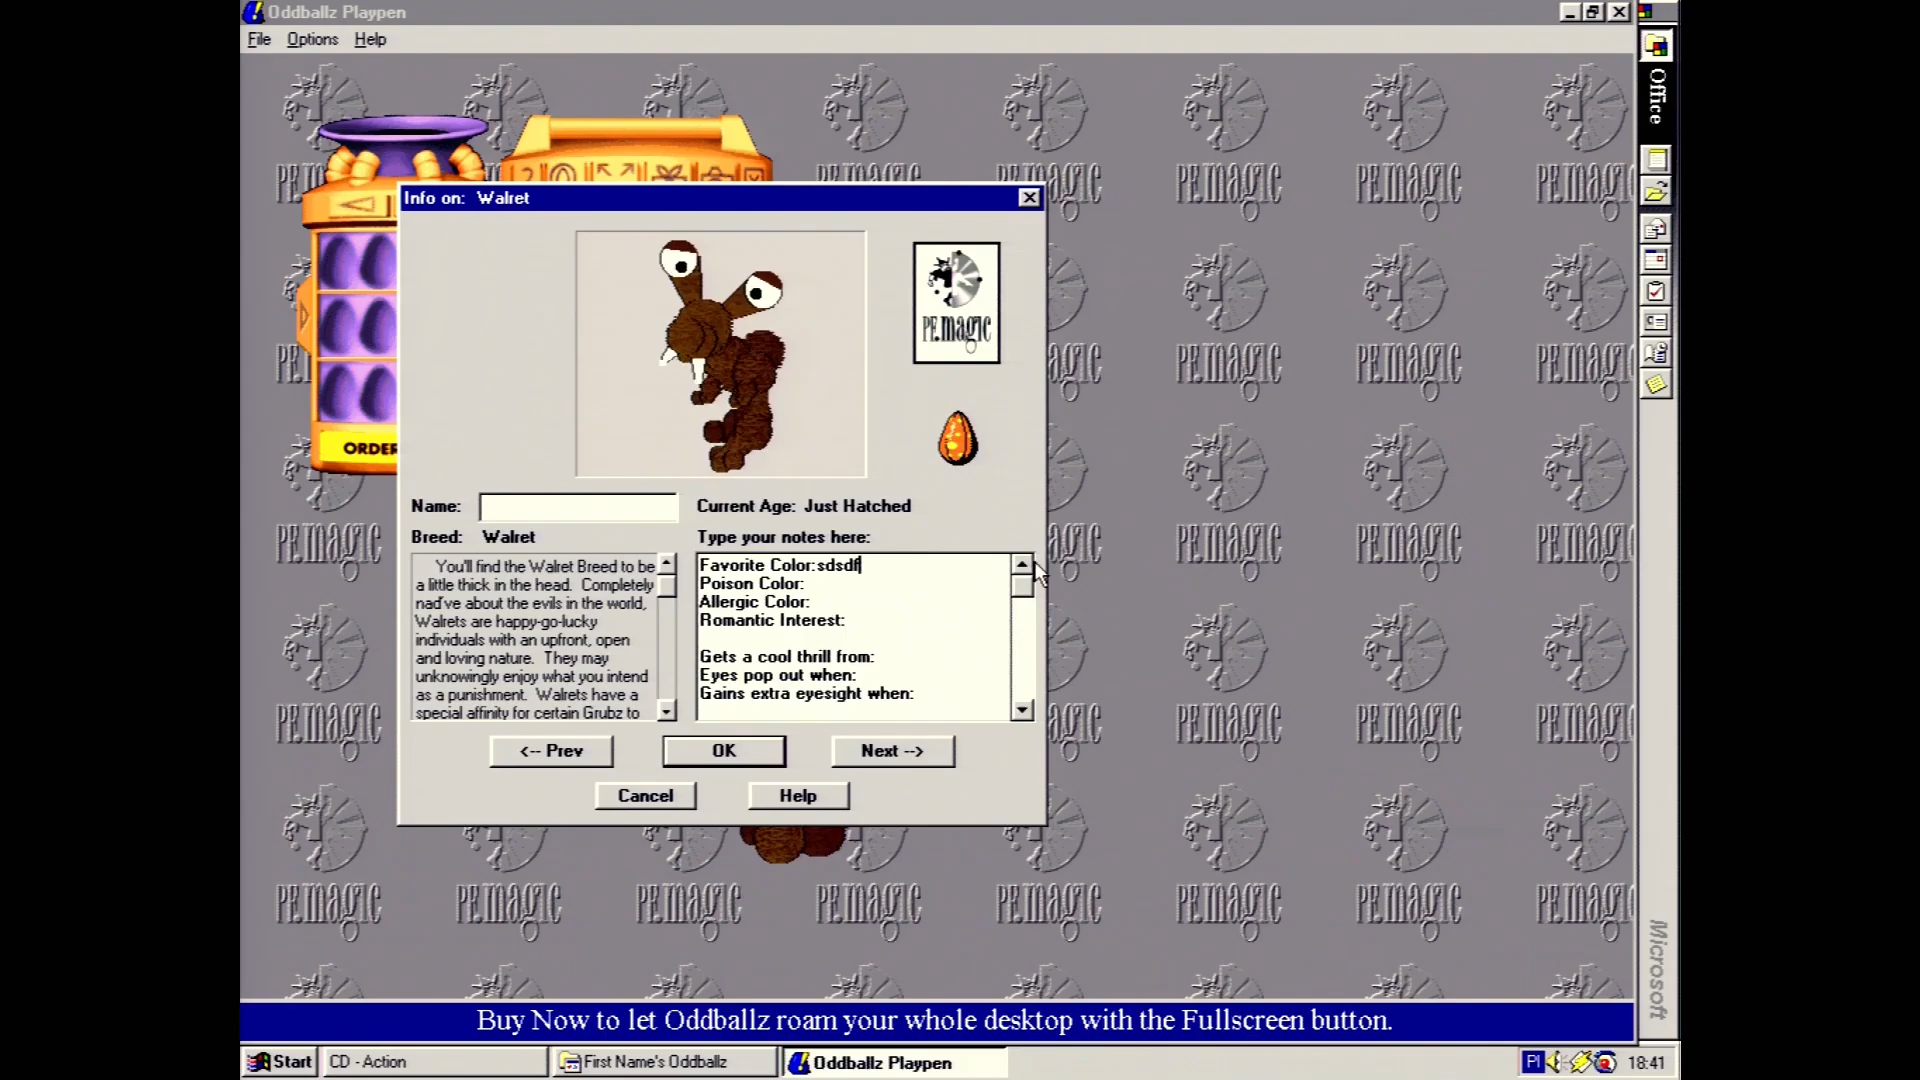 Oddballz Playpen
File Options Help
Office
PF.magic
Info on: Walret
PF.magic
ORDER
Name:
Current Age: Just Hatched
Breed: Walret
Type your notes here:
You'll find the Walret Breed to be
a little thick in the head. Completely
naďve about the evils in the world,
Walrets are happy-go-lucky
individuals with an upfront, open
and loving nature. They may
unknowingly enjoy what you intend
as a punishment. Walrets have a
special affinity for certain Grubz to
Favorite Color:sdsdf
Poison Color:
Allergic Color:
Romantic Interest:
Gets a cool thrill from:
Eyes pop out when:
Gains extra eyesight when:
<-- Prev
OK
Next -->
Cancel
Help
Microsoft
Buy Now to let Oddballz roam your whole desktop with the Fullscreen button.
Start
CD - Action
First Name's Oddballz
Oddballz Playpen
Pl
18:41